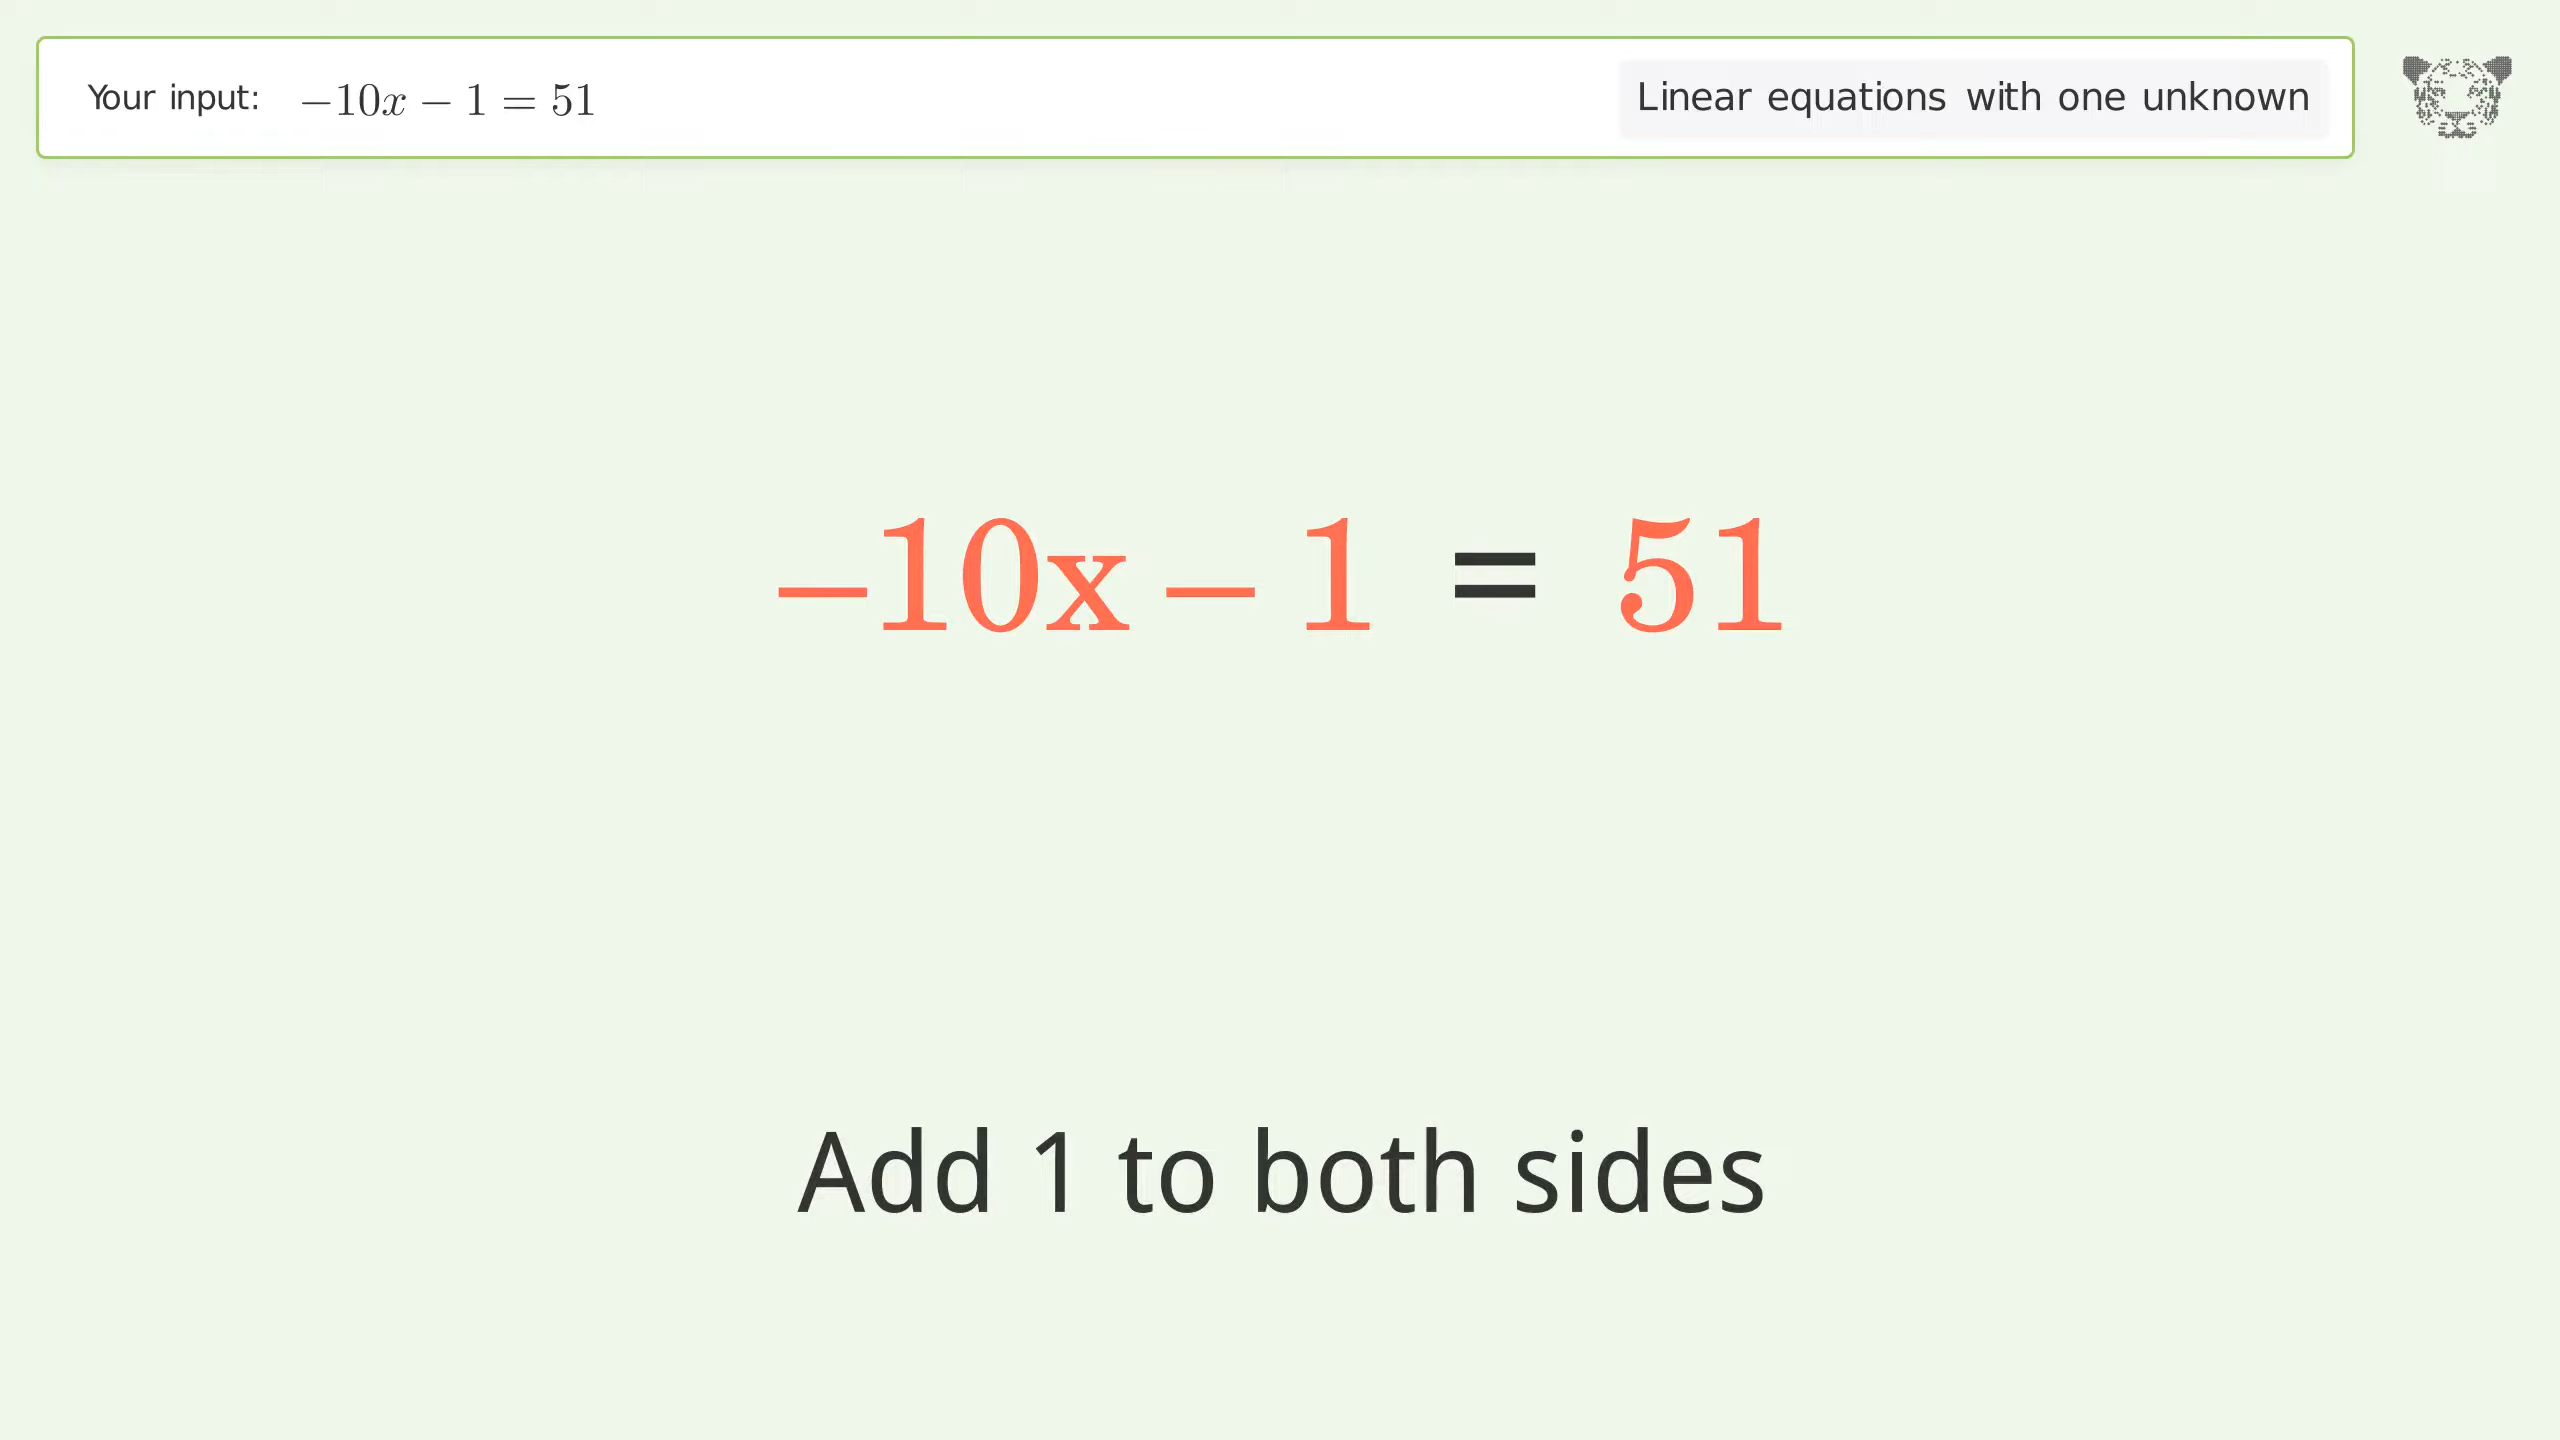 Your input: −10x − 1 = 51
Linear equations with one unknown
−10x − 1 = 51
Add 1 to both sides